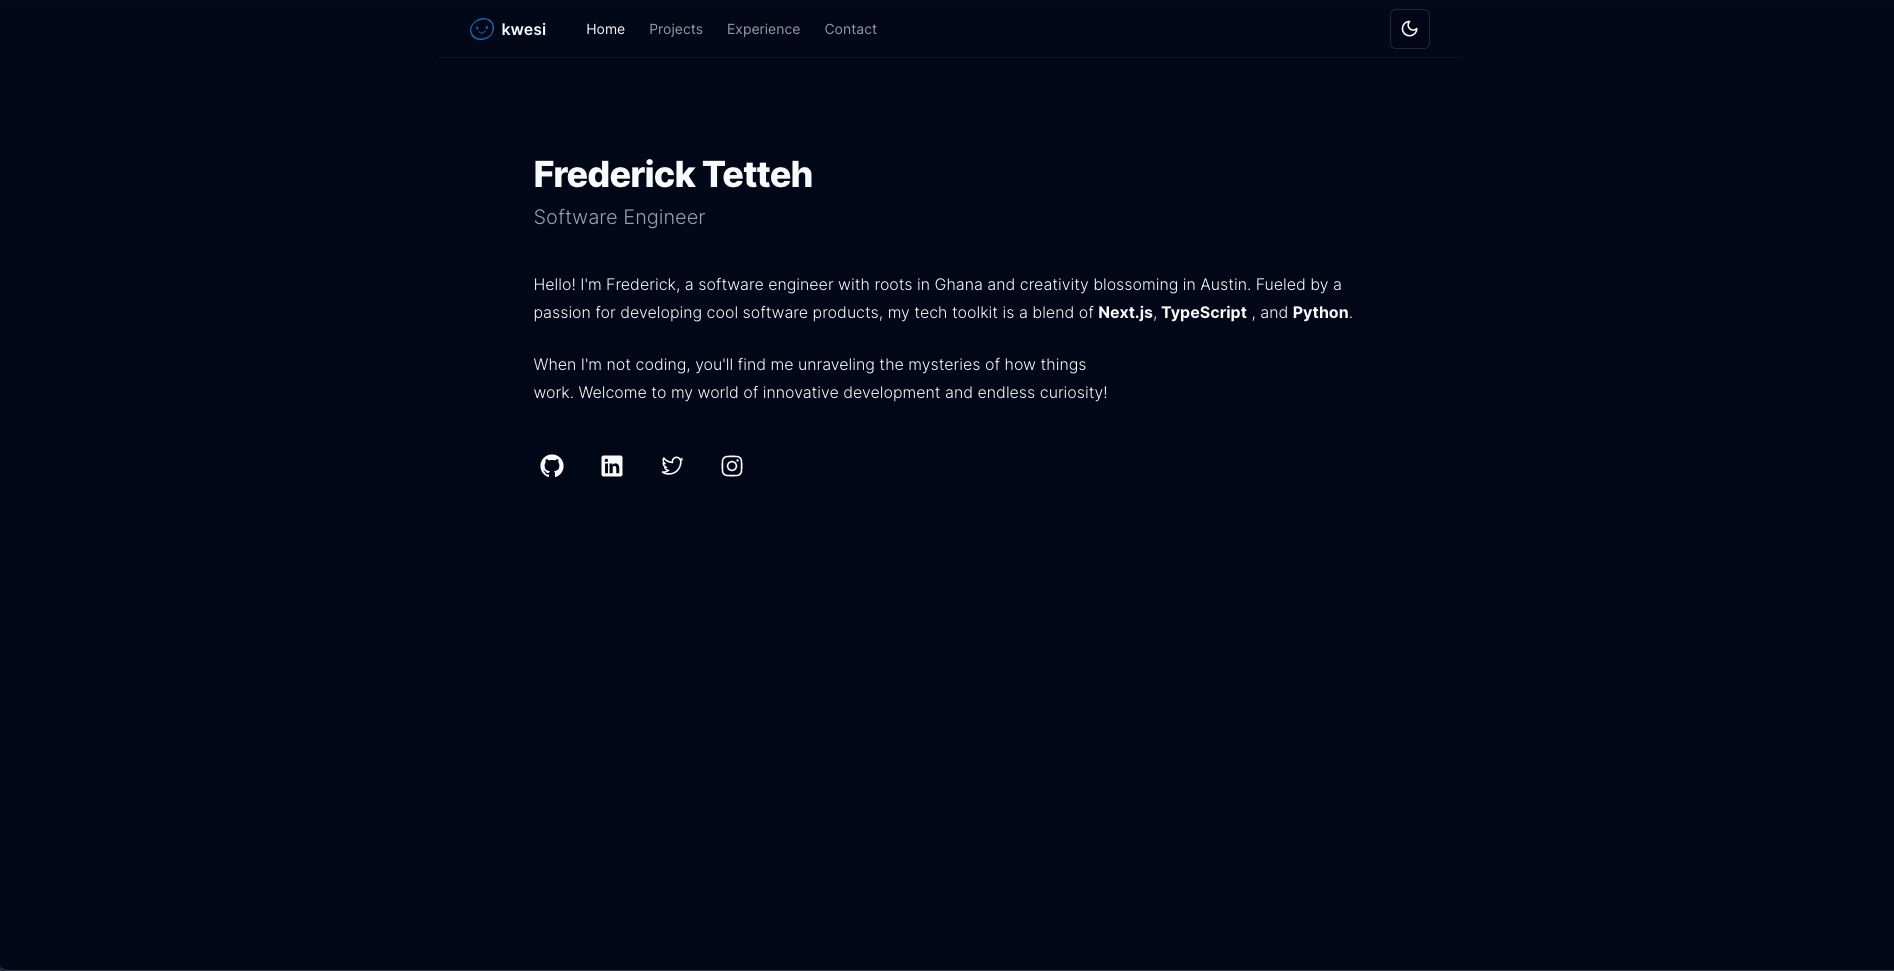 kwesi Home Projects Experience Contact
Frederick Tetteh
Software Engineer
Hello! I'm Frederick, a software engineer with roots in Ghana and creativity blossoming in Austin. Fueled by a
passion for developing cool software products, my tech toolkit is a blend of Next.js, TypeScript , and Python.
When I'm not coding, you'll find me unraveling the mysteries of how things
work. Welcome to my world of innovative development and endless curiosity!
in